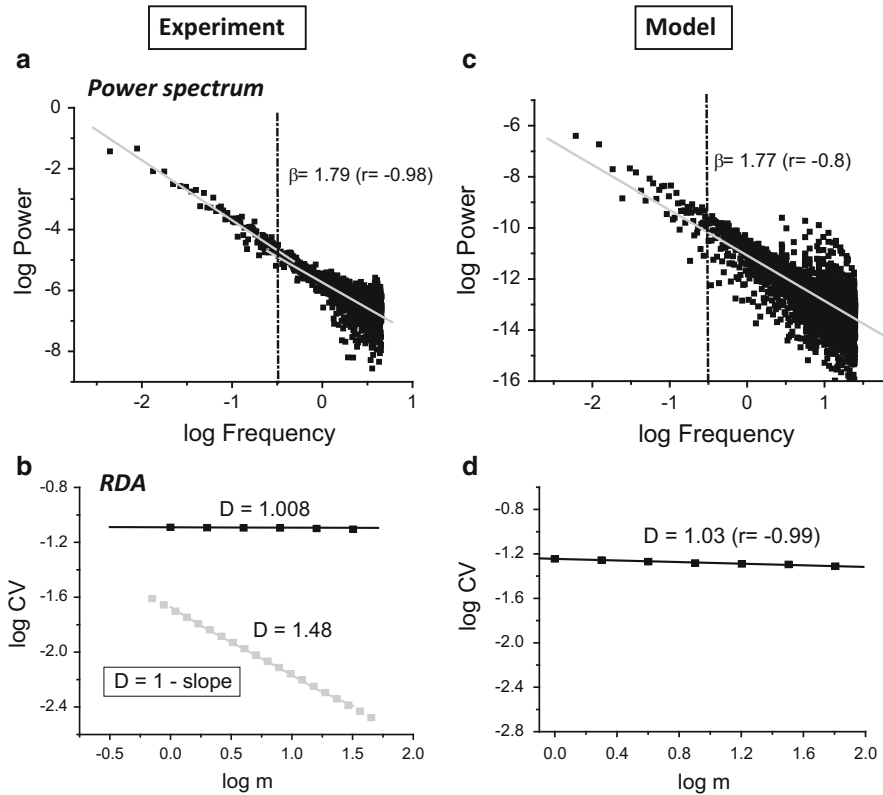 Experiment
Model
a
Power spectrum
0
-2
-4
-6
-8
log Power
β= 1.79 (r= -0.98)
-2
-1
0
1
log Frequency
c
-6
-8
-10
-12
-14
-16
log Power
β= 1.77 (r= -0.8)
-2
-1
0
1
log Frequency
b
RDA
-0.8
-1.2
-1.6
-2.0
-2.4
log CV
D = 1.008
D = 1.48
D = 1 - slope
-0.5
0.0
0.5
1.0
1.5
2.0
log m
d
-0.8
-1.2
-1.6
-2.0
-2.4
-2.8
log CV
D = 1.03 (r= -0.99)
0.0
0.4
0.8
1.2
1.6
2.0
log m